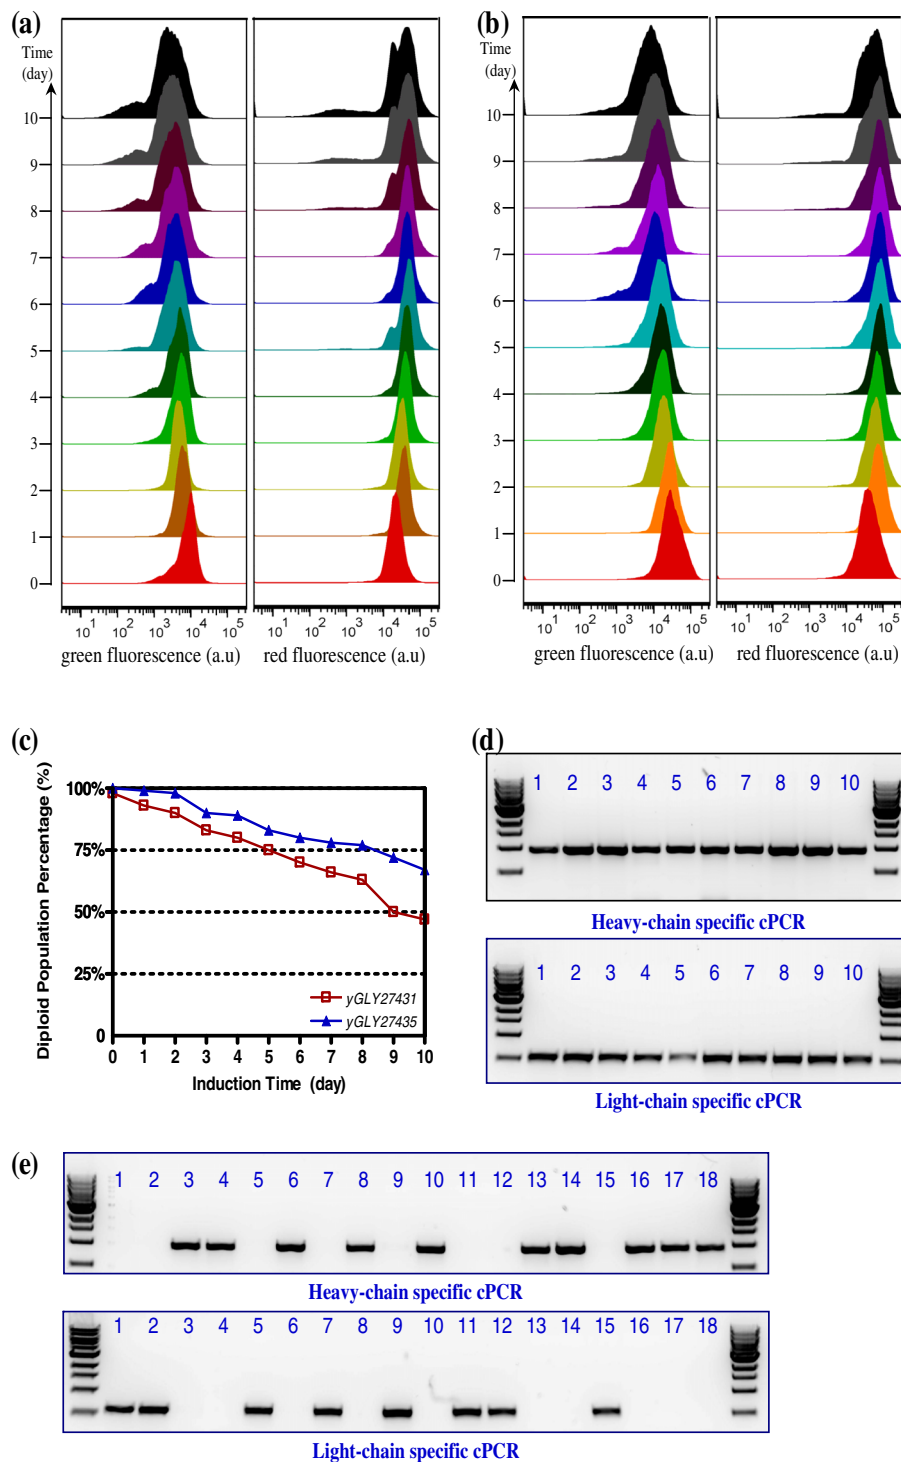 (a)
Time
(day)
10
9
8
7
6
5
4
3
2
1
0
10^1 10^2 10^3 10^4 10^5
10^1 10^2 10^3 10^4 10^5
green fluorescence (a.u)
red fluorescence (a.u)
(b)
Time
(day)
10
9
8
7
6
5
4
3
2
1
0
10^1 10^2 10^3 10^4 10^5
10^1 10^2 10^3 10^4 10^5
green fluorescence (a.u)
red fluorescence (a.u)
(c)
Diploid Population Percentage (%)
100%
75%
50%
25%
0
yGLY27431
yGLY27435
0 1 2 3 4 5 6 7 8 9 10
Induction Time (day)
(d)
1 2 3 4 5 6 7 8 9 10
Heavy-chain specific cPCR
1 2 3 4 5 6 7 8 9 10
Light-chain specific cPCR
(e)
1 2 3 4 5 6 7 8 9 10 11 12 13 14 15 16 17 18
Heavy-chain specific cPCR
1 2 3 4 5 6 7 8 9 10 11 12 13 14 15 16 17 18
Light-chain specific cPCR